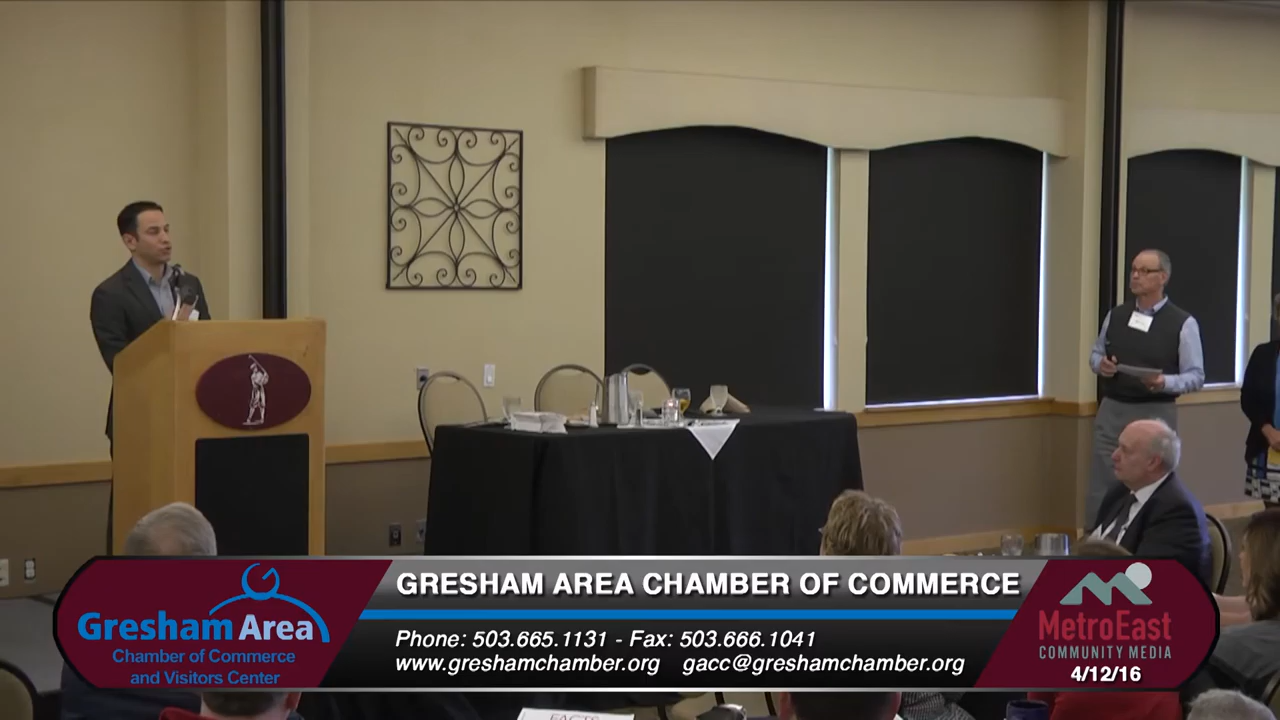 GRESHAM AREA CHAMBER OF COMMERCE
Phone: 503.665.1131 - Fax: 503.666.1041
www.greshamchamber.org gacc@greshamchamber.org
Gresham Area
Chamber of Commerce
and Visitors Center
MetroEast
COMMUNITY MEDIA
4/12/16
FACTS